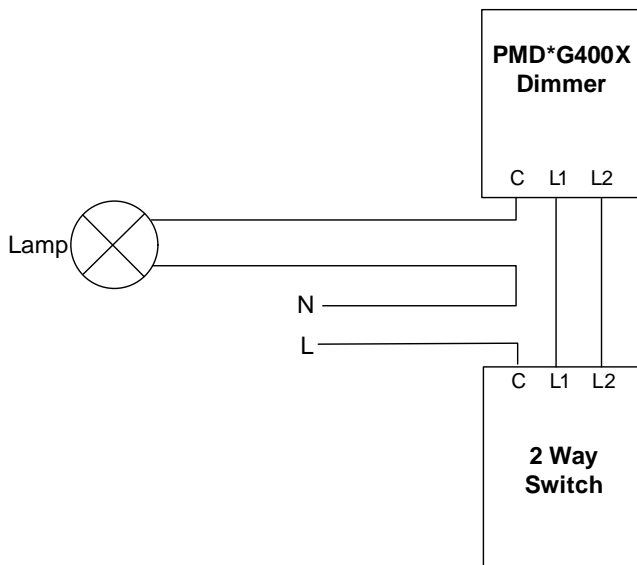 PMD*G400X
Dimmer
C L1 L2
Lamp
N
L
C L1 L2
2 Way
Switch